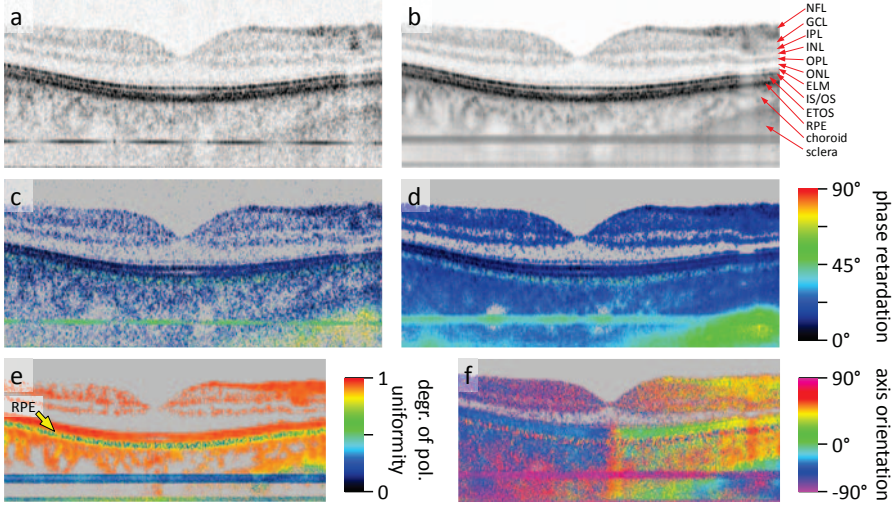 a
b
NFL
GCL
IPL
INL
OPL
ONL
ELM
IS/OS
ETOS
RPE
choroid
sclera
c
d
90°
45°
0°
phase retardation
e
RPE
1
0
degr. of pol.
uniformity
f
90°
0°
-90°
axis orientation